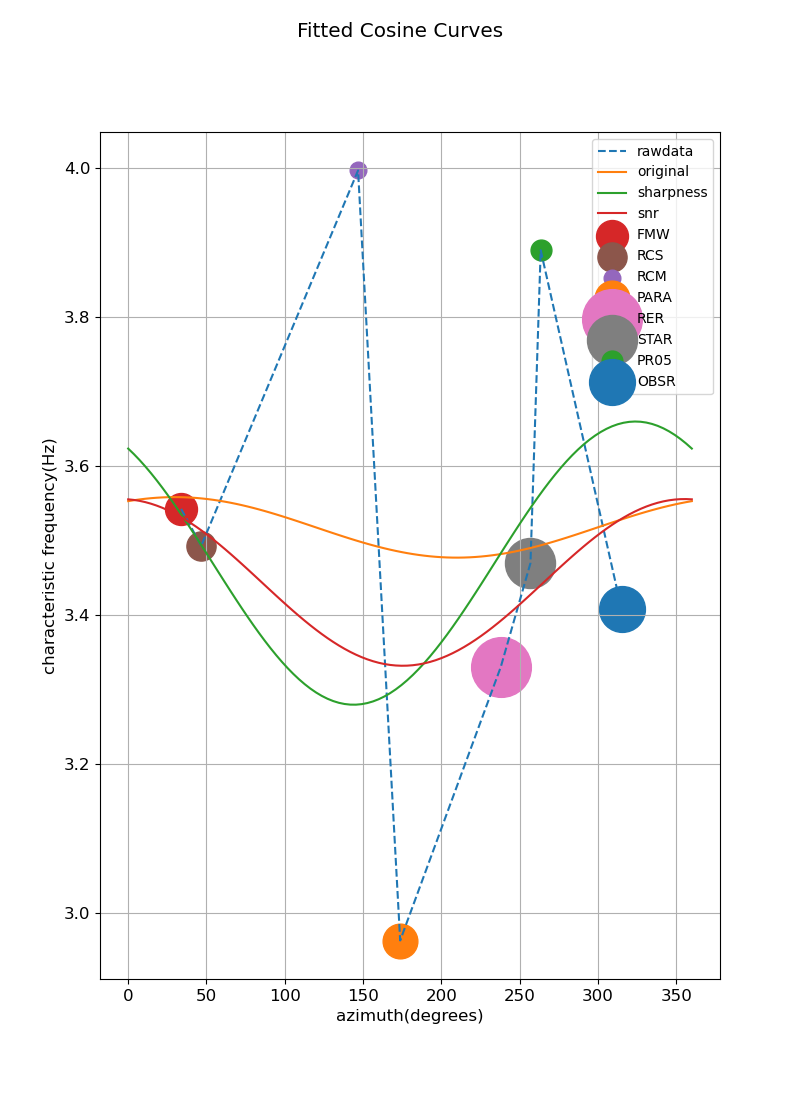 Fitted Cosine Curves
4.0
3.8
3.6
3.4
3.2
3.0
characteristic frequency(Hz)
0 50 100 150 200 250 300 350
azimuth(degrees)
rawdata
original
sharpness
snr
FMW
RCS
RCM
PARA
RER
STAR
PR05
OBSR